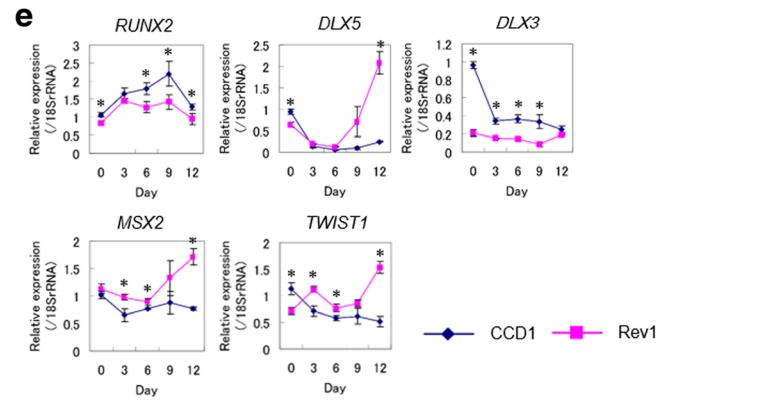 e
RUNX2
Relative expression
(/18SrRNA)
3
2.5
2
1.5
1
0.5
0
*
*
*
*
0 3 6 9 12
Day
DLX5
Relative expression
(/18SrRNA)
2.5
2
1.5
1
0.5
0
*
*
0 3 6 9 12
Day
DLX3
Relative expression
(/18SrRNA)
1.2
1
0.8
0.6
0.4
0.2
0
*
*
*
*
0 3 6 9 12
Day
MSX2
Relative expression
(/18SrRNA)
2
1.5
1
0.5
0
*
*
*
0 3 6 9 12
Day
TWIST1
Relative expression
(/18SrRNA)
2
1.5
1
0.5
0
*
*
*
*
0 3 6 9 12
Day
CCD1
Rev1